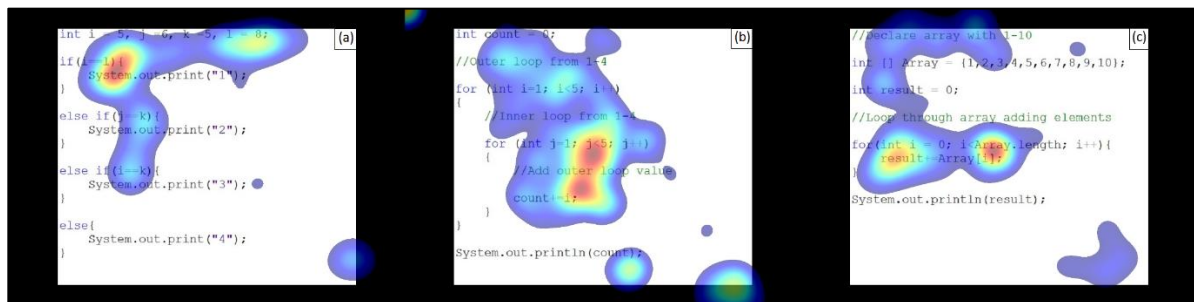 (a)
int i = 5, j =6, k =5, l = 8;
if(i==l){
System.out.print("1");
}
else if(j==k){
System.out.print("2");
}
else if(i==k){
System.out.print("3");
}
else{
System.out.print("4");
}
(b)
int count = 0;
//Outer loop from 1-4
for (int i=1; i<5; i++)
{
//Inner loop from 1-4
for (int j=1; j<5; j++)
{
//Add outer loop value
count+=i;
}
}
System.out.println(count);
(c)
//Declare array with 1-10
int [] Array = {1,2,3,4,5,6,7,8,9,10};
int result = 0;
//Loop through array adding elements
for(int i = 0; i<Array.length; i++){
result+=Array[i];
}
System.out.println(result);